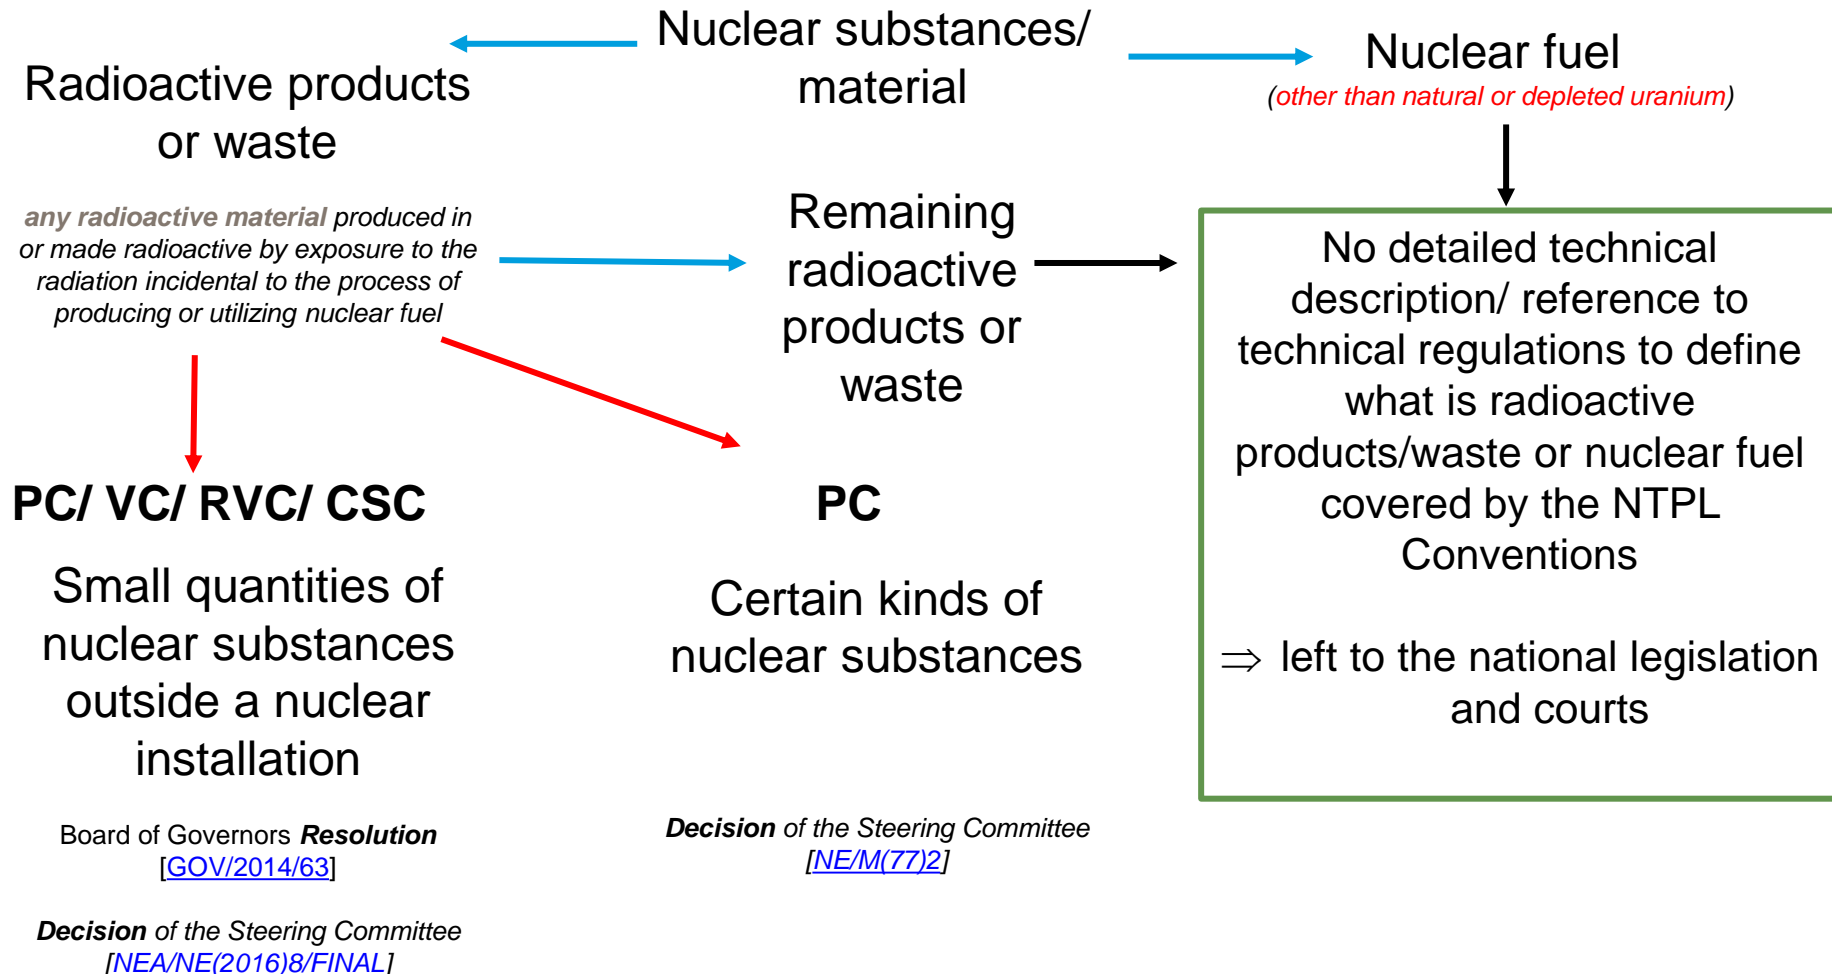 Nuclear substances/
material
Radioactive products
or waste
any radioactive material produced in
or made radioactive by exposure to the
radiation incidental to the process of
producing or utilizing nuclear fuel
Nuclear fuel
(other than natural or depleted uranium)
Remaining
radioactive
products or
waste
No detailed technical
description/ reference to
technical regulations to define
what is radioactive
products/waste or nuclear fuel
covered by the NTPL
Conventions
⇒ left to the national legislation
and courts
PC/ VC/ RVC/ CSC
Small quantities of
nuclear substances
outside a nuclear
installation
Board of Governors Resolution
[GOV/2014/63]
Decision of the Steering Committee
[NEA/NE(2016)8/FINAL]
PC
Certain kinds of
nuclear substances
Decision of the Steering Committee
[NE/M(77)2]